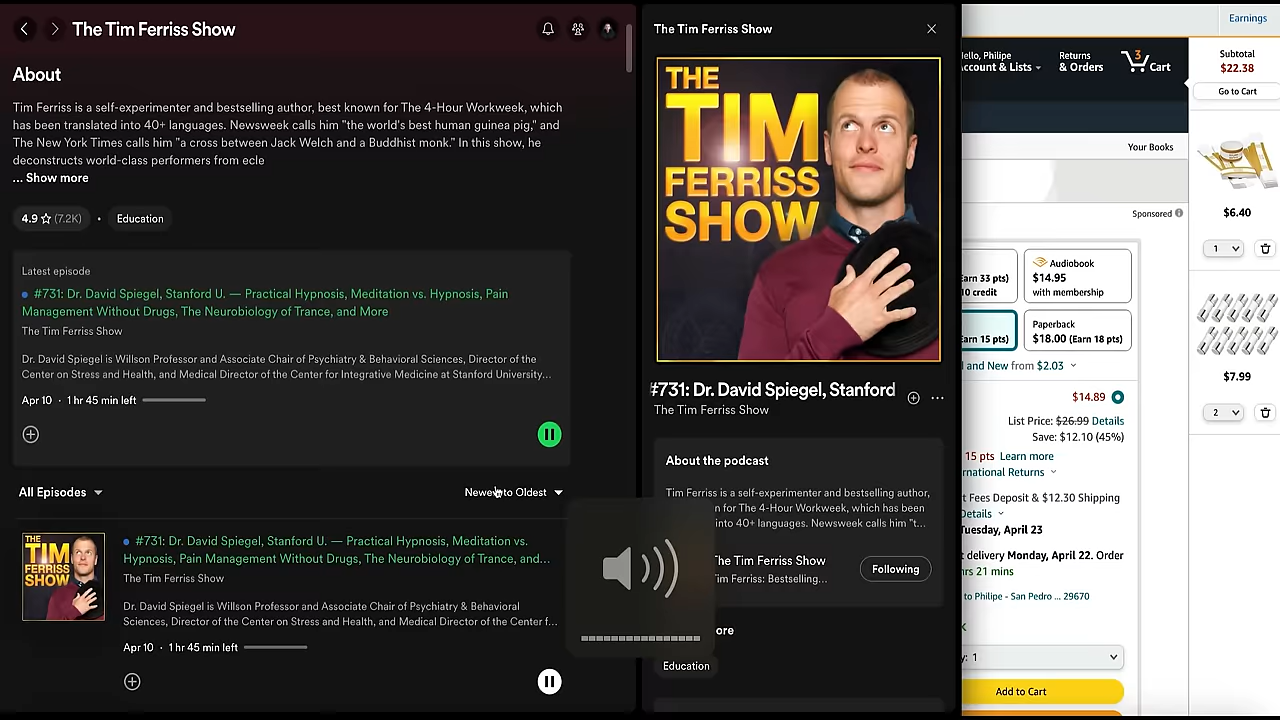 The Tim Ferriss Show
About
Tim Ferriss is a self-experimenter and bestselling author, best known for The 4-Hour Workweek, which
has been translated into 40+ languages. Newsweek calls him "the world's best human guinea pig," and
The New York Times calls him "a cross between Jack Welch and a Buddhist monk." In this show, he
deconstructs world-class performers from ecle
... Show more
4.9 (7.2K) • Education
Latest episode
#731: Dr. David Spiegel, Stanford U. — Practical Hypnosis, Meditation vs. Hypnosis, Pain
Management Without Drugs, The Neurobiology of Trance, and More
The Tim Ferriss Show
Dr. David Spiegel is Willson Professor and Associate Chair of Psychiatry & Behavioral Sciences, Director of the
Center on Stress and Health, and Medical Director of the Center for Integrative Medicine at Stanford University...
Apr 10 · 1 hr 45 min left
All Episodes
Newest to Oldest
THE
TIM
FERRISS
SHOW
#731: Dr. David Spiegel, Stanford U. — Practical Hypnosis, Meditation vs.
Hypnosis, Pain Management Without Drugs, The Neurobiology of Trance, and...
The Tim Ferriss Show
Dr. David Spiegel is Willson Professor and Associate Chair of Psychiatry & Behavioral
Sciences, Director of the Center on Stress and Health, and Medical Director of the Center f...
Apr 10 · 1 hr 45 min left
The Tim Ferriss Show
THE
TIM
FERRISS
SHOW
#731: Dr. David Spiegel, Stanford
The Tim Ferriss Show
About the podcast
Tim Ferriss is a self-experimenter and bestselling author,
n for The 4-Hour Workweek, which
into 40+ languages. Newsweek calls him "t...
The Tim Ferriss Show
Tim Ferriss: Bestselling...
Following
ore
Education
Earnings
ello, Philipe
Account & Lists
Returns
& Orders
3
Cart
Your Books
Sponsored
arn 33 pts)
10 credit
Audiobook
$14.95
with membership
arn 15 pts)
Paperback
$18.00 (Earn 18 pts)
l and New from $2.03
$14.89
List Price: $26.99 Details
Save: $12.10 (45%)
15 pts Learn more
rnational Returns
t Fees Deposit & $12.30 Shipping
Details
Tuesday, April 23
t delivery Monday, April 22. Order
hrs 21 mins
to Philipe - San Pedro ... 29670
y: 1
Add to Cart
Subtotal
$22.38
Go to Cart
$6.40
1
$7.99
2